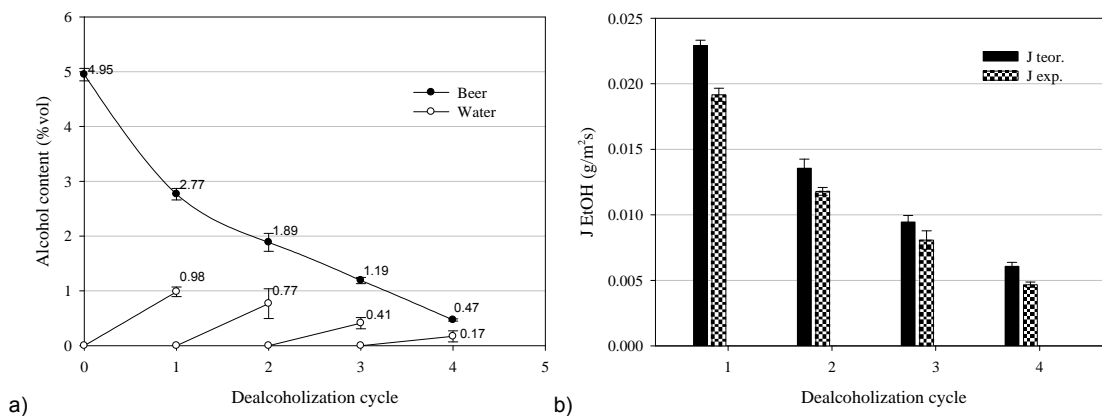 6
5
4
3
2
1
0
Alcohol content (%vol)
4.95
2.77
1.89
1.19
0.47
0.98
0.77
0.41
0.17
Beer
Water
0 1 2 3 4 5
Dealcoholization cycle
a)
0.025
0.020
0.015
0.010
0.005
0.000
J EtOH (g/m²s)
J teor.
J exp.
1 2 3 4
Dealcoholization cycle
b)